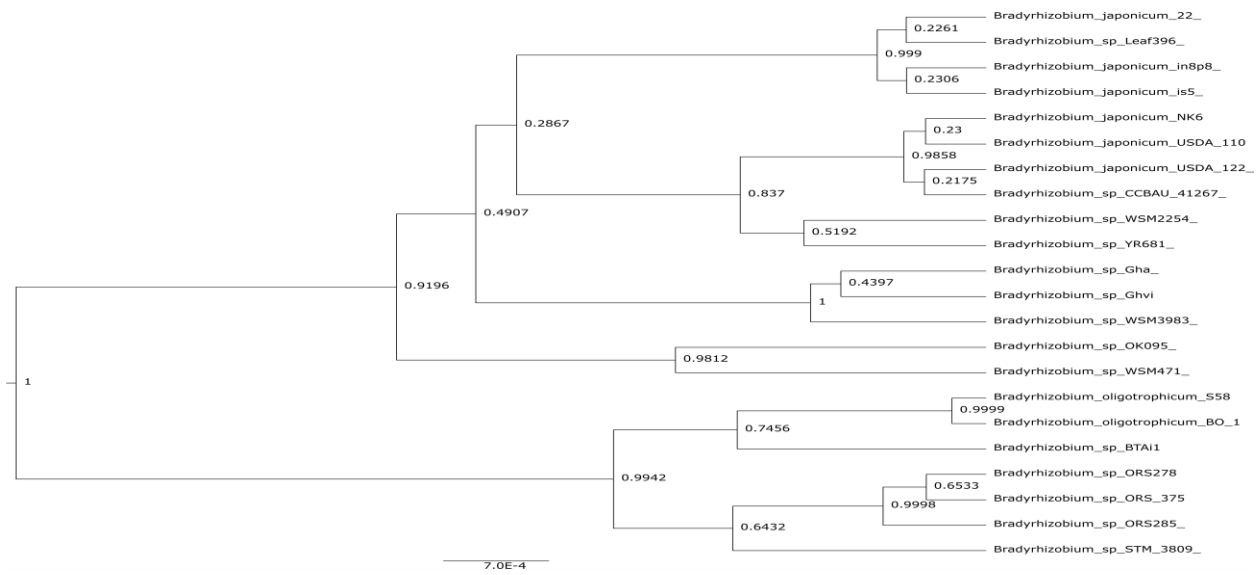 Bradyrhizobium_japonicum_22_
0.2261
Bradyrhizobium_sp_Leaf396_
0.999
Bradyrhizobium_japonicum_in8p8_
0.2306
Bradyrhizobium_japonicum_is5_
0.2867
Bradyrhizobium_japonicum_NK6
0.23
Bradyrhizobium_japonicum_USDA_110
0.9858
Bradyrhizobium_japonicum_USDA_122_
0.2175
Bradyrhizobium_sp_CCBAU_41267_
0.837
0.4907
Bradyrhizobium_sp_WSM2254_
0.5192
Bradyrhizobium_sp_YR681_
Bradyrhizobium_sp_Gha_
0.4397
0.9196
Bradyrhizobium_sp_Ghvi
1
Bradyrhizobium_sp_WSM3983_
Bradyrhizobium_sp_OK095_
0.9812
Bradyrhizobium_sp_WSM471_
1
Bradyrhizobium_oligotrophicum_S58
0.9999
Bradyrhizobium_oligotrophicum_BO_1
0.7456
Bradyrhizobium_sp_BTAi1
Bradyrhizobium_sp_ORS278
0.9942
0.6533
Bradyrhizobium_sp_ORS_375
0.9998
Bradyrhizobium_sp_ORS285_
0.6432
Bradyrhizobium_sp_STM_3809_
7.0E-4